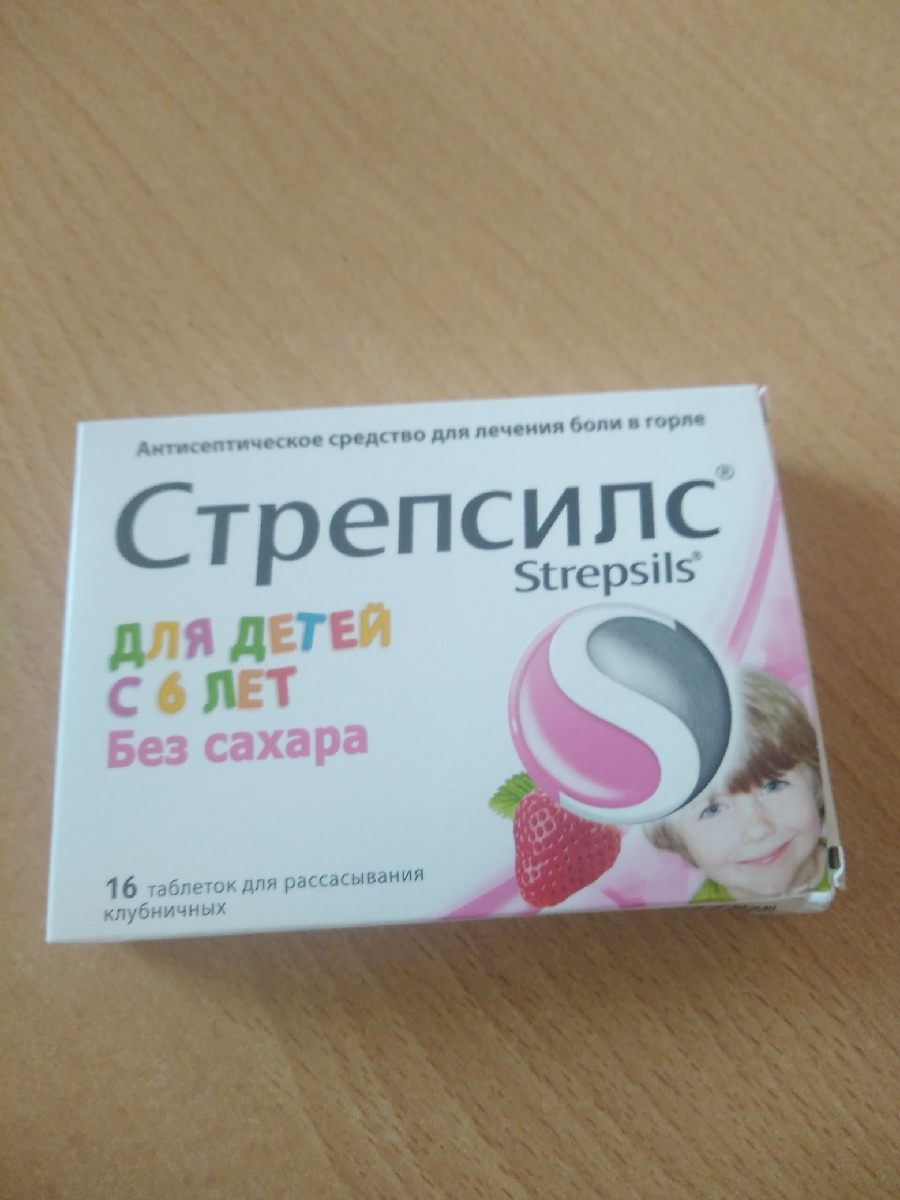 Антисептическое средство для лечения боли в горле
Стрепсилс®
Strepsils®
ДЛЯ ДЕТЕЙ
С 6 ЛЕТ
Без сахара
16 таблеток для рассасывания
клубничных